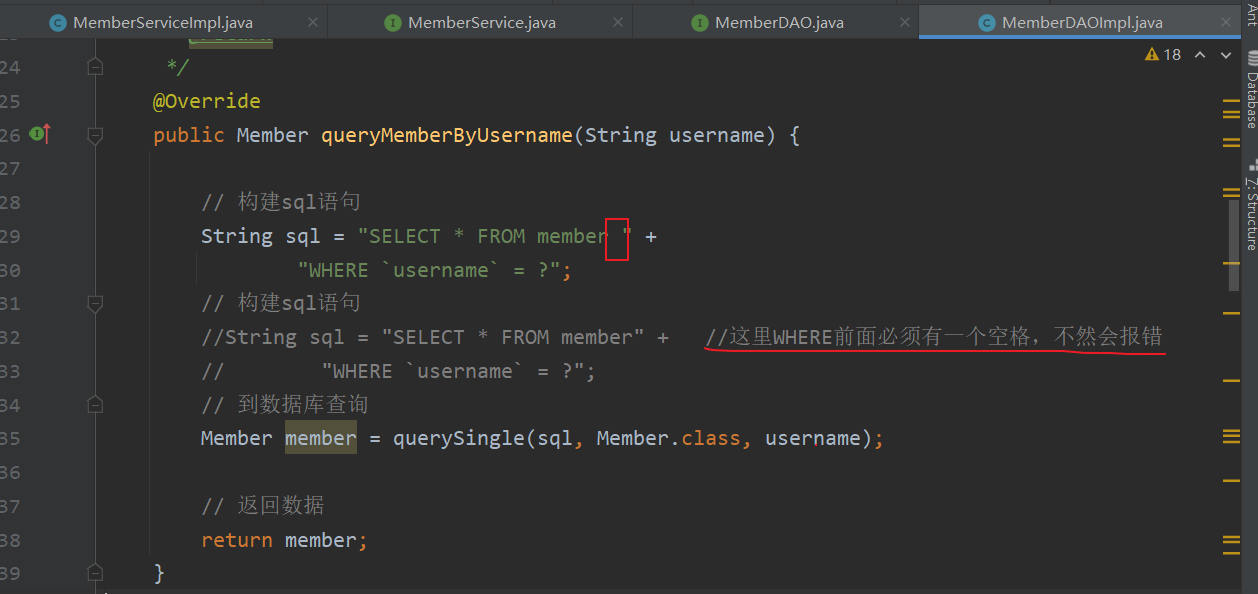 MemberServiceImpl.java
MemberService.java
MemberDAO.java
MemberDAOImpl.java
18
24 */
25 @Override
26 public Member queryMemberByUsername(String username) {
27
28 // 构建sql语句
29 String sql = "SELECT * FROM member " +
30 "WHERE `username` = ?";
31 // 构建sql语句
32 //String sql = "SELECT * FROM member" + //这里WHERE前面必须有一个空格，不然会报错
33 // "WHERE `username` = ?";
34 // 到数据库查询
35 Member member = querySingle(sql, Member.class, username);
36
37 // 返回数据
38 return member;
39 }
Ant
Database
7: Structure